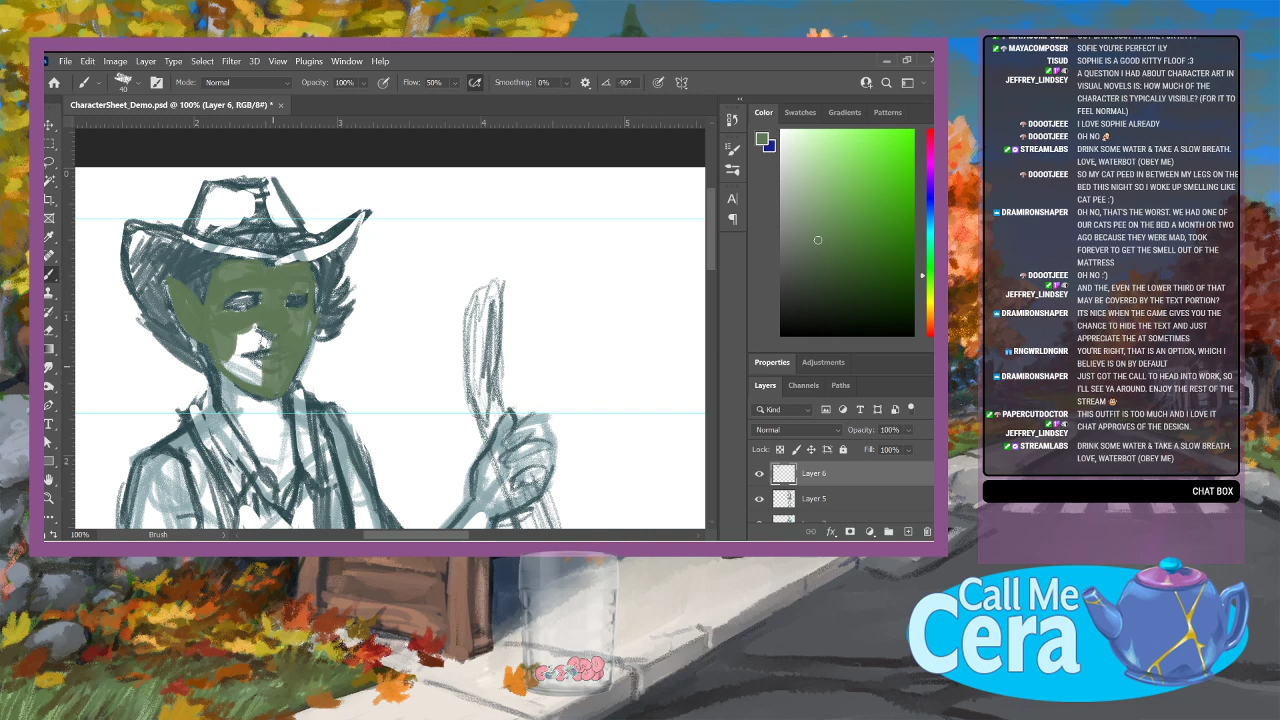 File Edit Image Layer Type Select Filter 3D View Plugins Window Help
40 Mode: Normal Opacity: 100% Flow: 50% Smoothing: 0% -90°
CharacterSheet_Demo.psd @ 100% (Layer 6, RGB/8#) * ×
2 3 4 5
0
1
2
100% Brush
Color Swatches Gradients Patterns
Properties Adjustments
Layers Channels Paths
Kind
Normal Opacity: 100%
Lock: Fill: 100%
Layer 6
Layer 5
MAYACOMPOSER SOFIE YOU'RE PERFECT ILY
TISUD SOPHIE IS A GOOD KITTY FLOOF :3
JEFFREY_LINDSEY A QUESTION I HAD ABOUT CHARACTER ART IN
VISUAL NOVELS IS: HOW MUCH OF THE
CHARACTER IS TYPICALLY VISIBLE? (FOR IT TO
FEEL NORMAL)
DOOOTJEEE I LOVE SOPHIE ALREADY
DOOOTJEEE OH NO
STREAMLABS DRINK SOME WATER & TAKE A SLOW BREATH.
LOVE, WATERBOT (OBEY ME)
DOOOTJEEE SO MY CAT PEED IN BETWEEN MY LEGS ON THE
BED THIS NIGHT SO I WOKE UP SMELLING LIKE
CAT PEE :')
DRAMIRONSHAPER OH NO, THAT'S THE WORST. WE HAD ONE OF
OUR CATS PEE ON THE BED A MONTH OR TWO
AGO BECAUSE THEY WERE MAD, TOOK
FOREVER TO GET THE SMELL OUT OF THE
MATTRESS
DOOOTJEEE OH NO :')
JEFFREY_LINDSEY AND THE, EVEN THE LOWER THIRD OF THAT
MAY BE COVERED BY THE TEXT PORTION?
DRAMIRONSHAPER ITS NICE WHEN THE GAME GIVES YOU THE
CHANCE TO HIDE THE TEXT AND JUST
APPRECIATE THE AT SOMETIMES
RNGWRLDNGNR YOU'RE RIGHT, THAT IS AN OPTION, WHICH I
BELIEVE IS ON BY DEFAULT
DRAMIRONSHAPER JUST GOT THE CALL TO HEAD INTO WORK, SO
I'LL SEE YA AROUND. ENJOY THE REST OF THE
STREAM
PAPERCUTDOCTOR THIS OUTFIT IS TOO MUCH AND I LOVE IT
JEFFREY_LINDSEY CHAT APPROVES OF THE DESIGN.
STREAMLABS DRINK SOME WATER & TAKE A SLOW BREATH.
LOVE, WATERBOT (OBEY ME)
CHAT BOX
Call Me
Cera